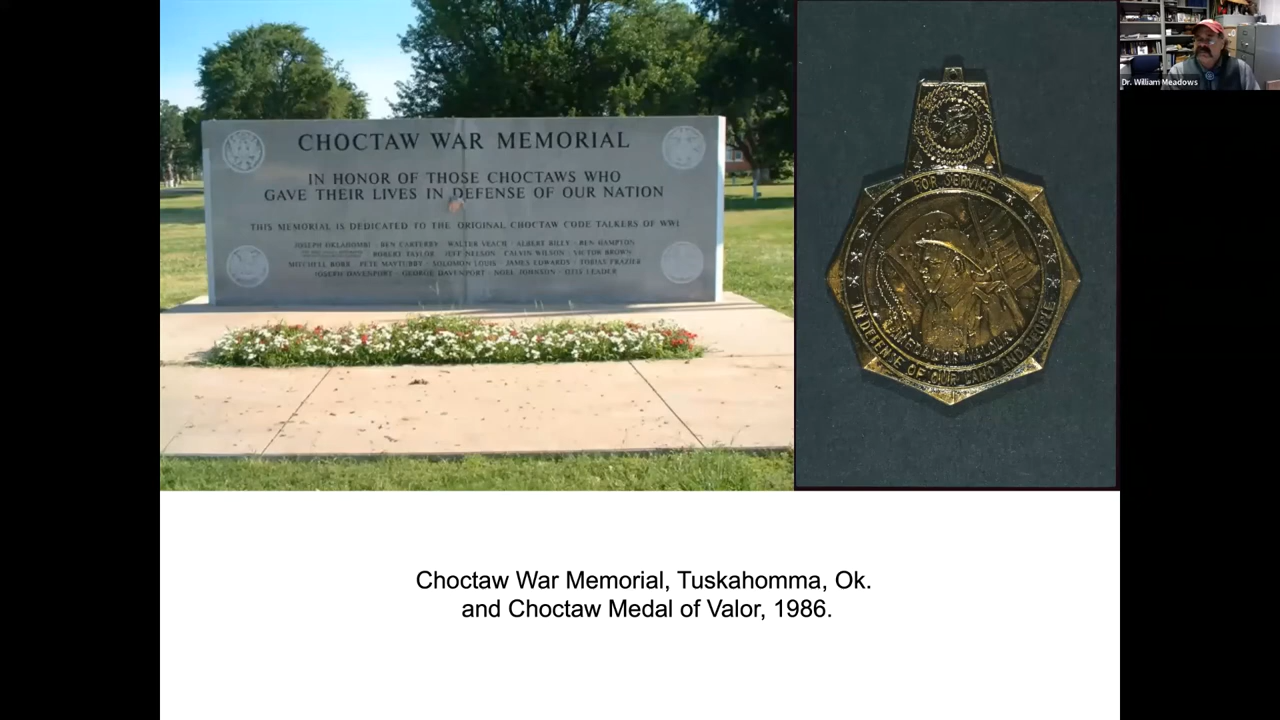 CHOCTAW WAR MEMORIAL
IN HONOR OF THOSE CHOCTAWS WHO
GAVE THEIR LIVES IN DEFENSE OF OUR NATION
THIS MEMORIAL IS DEDICATED TO THE ORIGINAL CHOCTAW CODE TALKERS OF WWI
JOSEPH OKLAHOMBI · BEN CARTERBY · WALTER VEACH · ALBERT BILLY · BEN HAMPTON
ROBERT TAYLOR · JEFF NELSON · CALVIN WILSON · VICTOR BROWN
MITCHELL BOBB · PETE MAYTUBBY · SOLOMON LOUIS · JAMES EDWARDS · TOBIAS FRAZIER
JOSEPH DAVENPORT · GEORGE DAVENPORT · NOEL JOHNSON · OTIS LEADER
FOR SERVICE
IN DEFENSE OF OUR LAND AND
Dr. William Meadows
Choctaw War Memorial, Tuskahomma, Ok.
and Choctaw Medal of Valor, 1986.